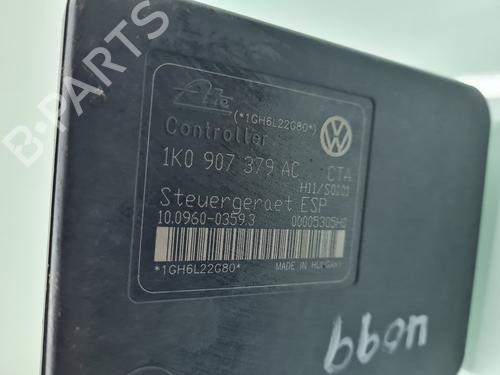 B-PARTS
Ate
(*1GH6L22G80*)
Controller
1K0 907 379 AC CTA
H11/S0101
Steuergeraet ESP
10.0960-0359.3 00005305H0
*1GH6L22G80* MADE IN HUNGARY